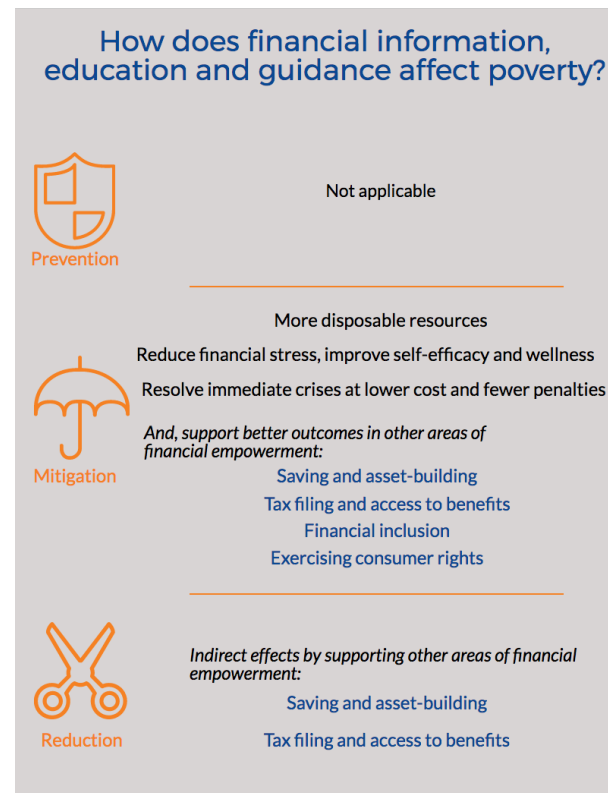 How does financial information,
education and guidance affect poverty?
Not applicable
Prevention
More disposable resources
Reduce financial stress, improve self-efficacy and wellness
Resolve immediate crises at lower cost and fewer penalties
And, support better outcomes in other areas of
financial empowerment:
Mitigation
Saving and asset-building
Tax filing and access to benefits
Financial inclusion
Exercising consumer rights
Indirect effects by supporting other areas of financial
empowerment:
Saving and asset-building
Reduction
Tax filing and access to benefits